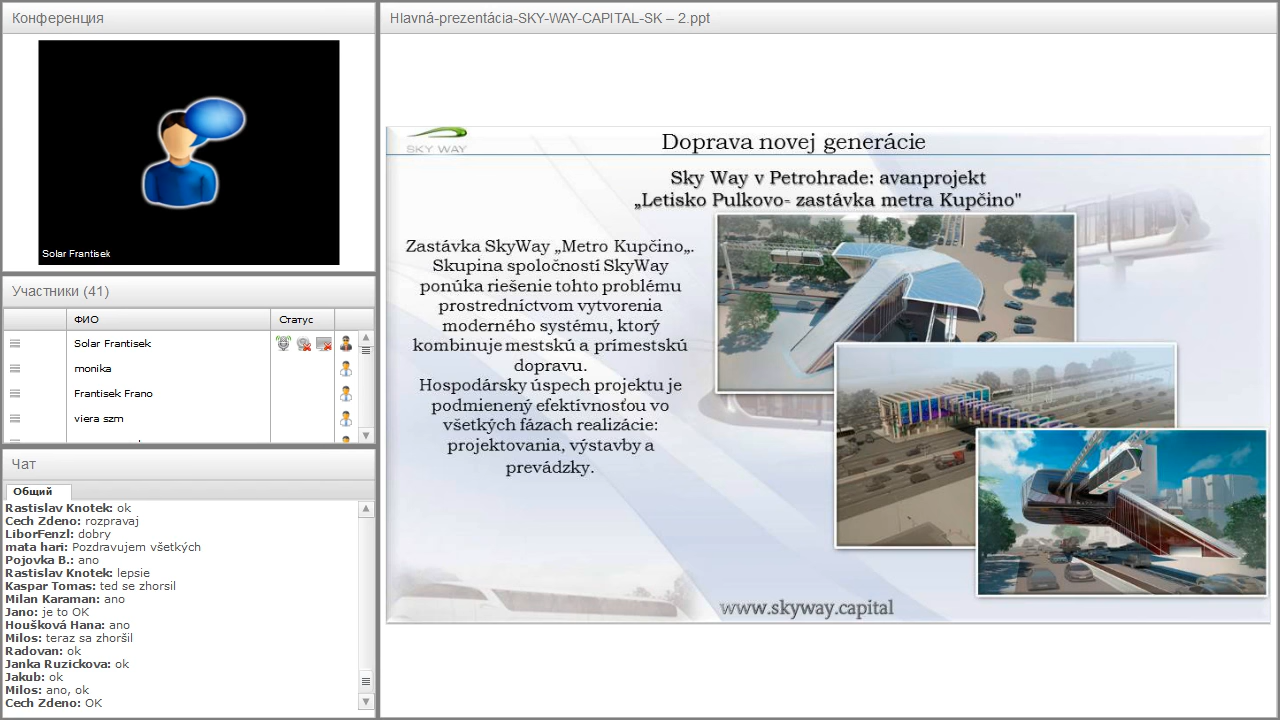 Конференция
Solar Frantisek
Участники (41)
ФИО
Статус
Solar Frantisek
monika
Frantisek Frano
viera szm
Чат
Общий
Rastislav Knotek: ok
Cech Zdeno: rozpravaj
LiborFenzl: dobry
mata hari: Pozdravujem všetkých
Pojovka B.: ano
Rastislav Knotek: lepsie
Kaspar Tomas: ted se zhorsil
Milan Karaman: ano
Jano: je to OK
Houšková Hana: ano
Milos: teraz sa zhoršil
Radovan: ok
Janka Ruzickova: ok
Jakub: ok
Milos: ano, ok
Cech Zdeno: OK
Hlavná-prezentácia-SKY-WAY-CAPITAL-SK – 2.ppt
SKY WAY
Doprava novej generácie
Sky Way v Petrohrade: avanprojekt
„Letisko Pulkovo- zastávka metra Kupčino"
Zastávka SkyWay „Metro Kupčino„.
Skupina spoločností SkyWay
ponúka riešenie tohto problému
prostredníctvom vytvorenia
moderného systému, ktorý
kombinuje mestskú a prímestskú
dopravu.
Hospodársky úspech projektu je
podmienený efektívnosťou vo
všetkých fázach realizácie:
projektovania, výstavby a
prevádzky.
www.skyway.capital